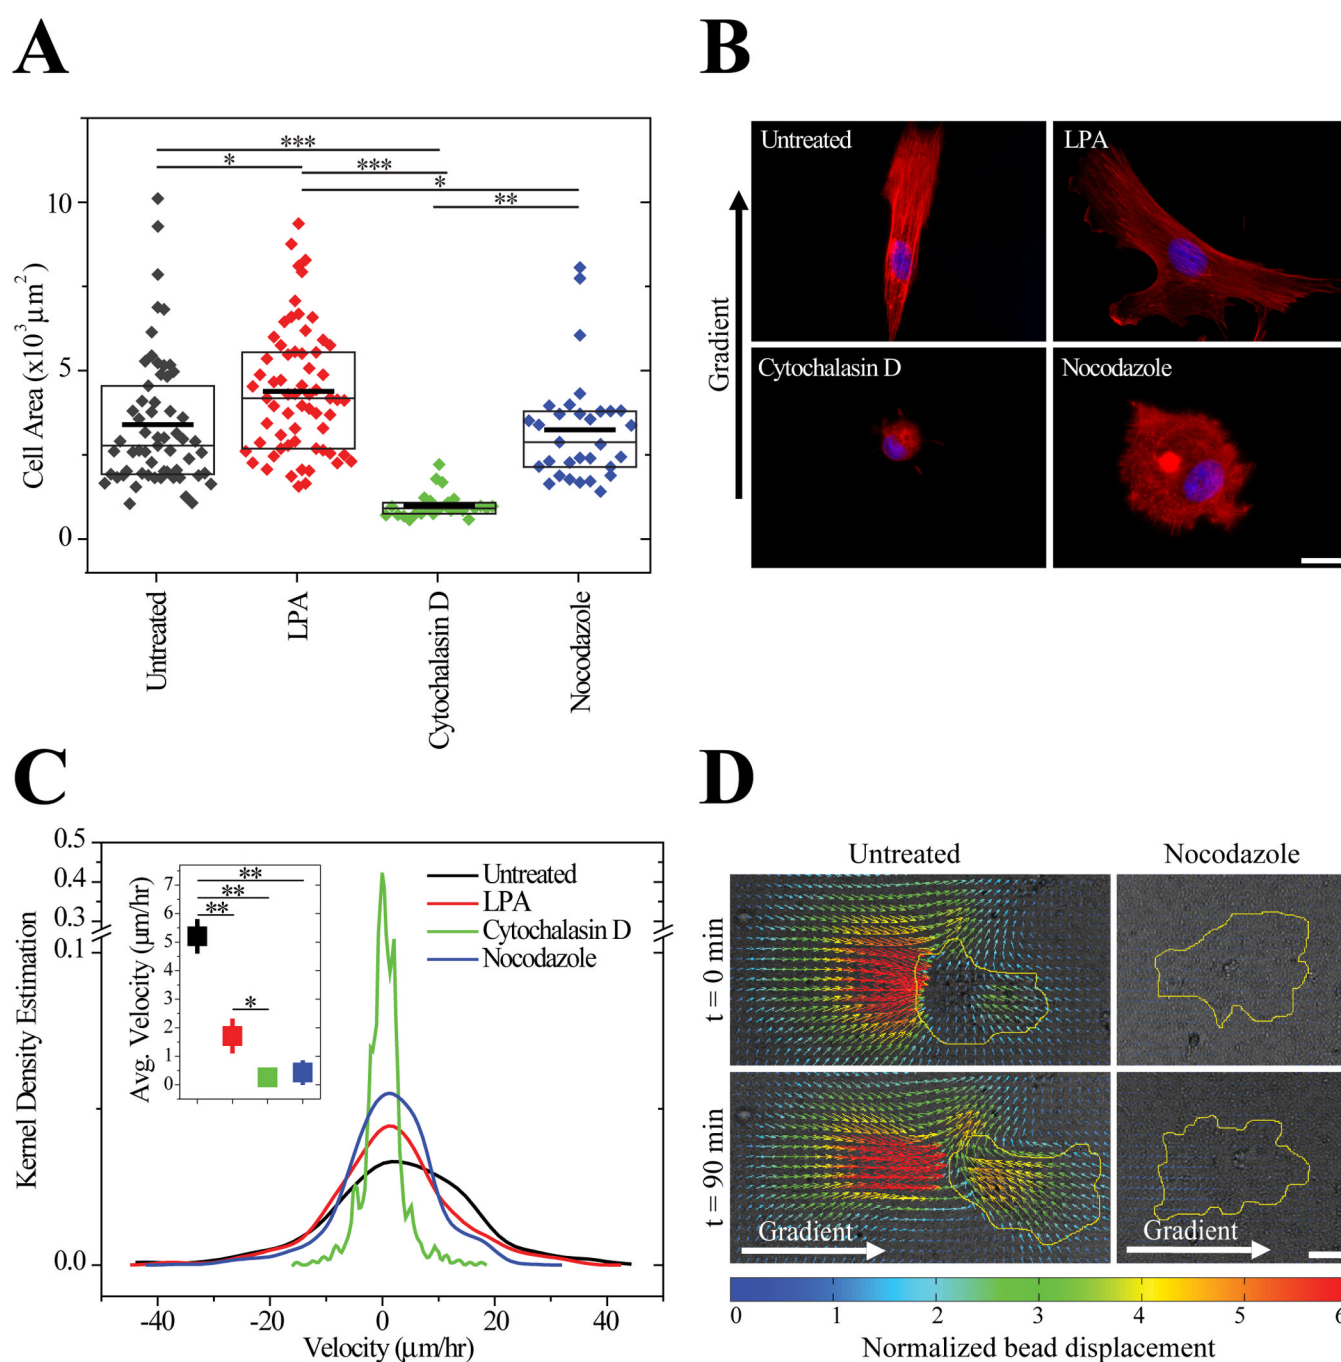 A
***
*
***
*
**
10
5
0
Cell Area (x10³ μm²)
Untreated
LPA
Cytochalasin D
Nocodazole
B
Gradient
Untreated
LPA
Cytochalasin D
Nocodazole
C
0.5
0.4
0.3
0.1
0.0
Kernel Density Estimation
-40
-20
0
20
40
Velocity (μm/hr)
Untreated
LPA
Cytochalasin D
Nocodazole
Avg. Velocity (μm/hr)
7
6
5
4
3
2
1
0
**
**
**
*
D
Untreated
Nocodazole
t = 0 min
t = 90 min
Gradient
Gradient
0
1
2
3
4
5
6
Normalized bead displacement